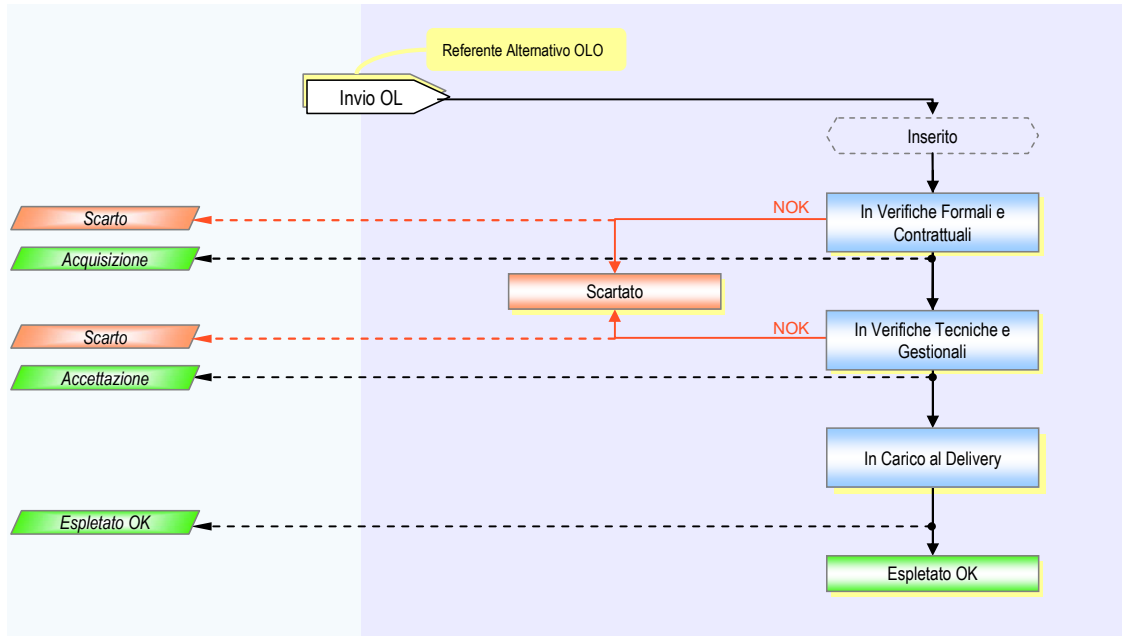 Referente Alternativo OLO
Invio OL
Inserito
Scarto
NOK
In Verifiche Formali e
Contrattuali
Acquisizione
Scartato
Scarto
NOK
In Verifiche Tecniche e
Gestionali
Accettazione
In Carico al Delivery
Espletato OK
Espletato OK